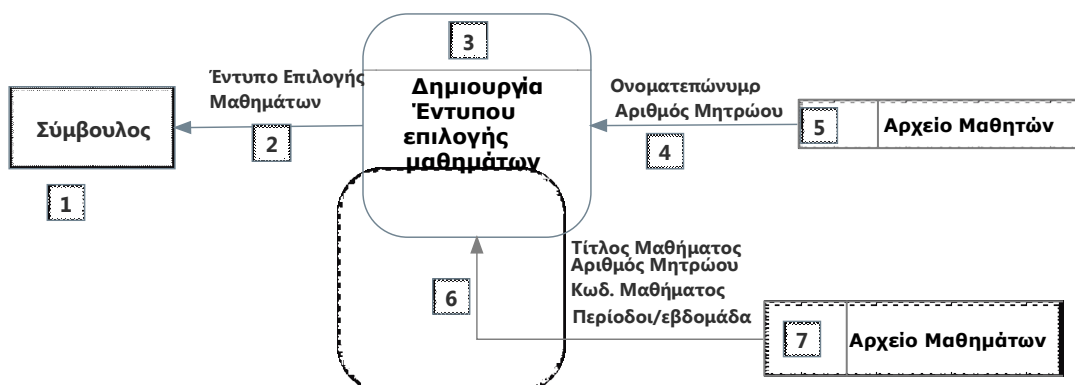 3
Έντυπο Επιλογής
Μαθημάτων
Δημιουργία
Έντυπου
επιλογής
μαθημάτων
Ονοματεπώνυμρ
Αριθμός Μητρώου
Σύμβουλος
2
4
5
Αρχείο Μαθητών
1
Τίτλος Μαθήματος
Αριθμός Μητρώου
Κωδ. Μαθήματος
Περίοδοι/εβδομάδα
6
7
Αρχείο Μαθημάτων